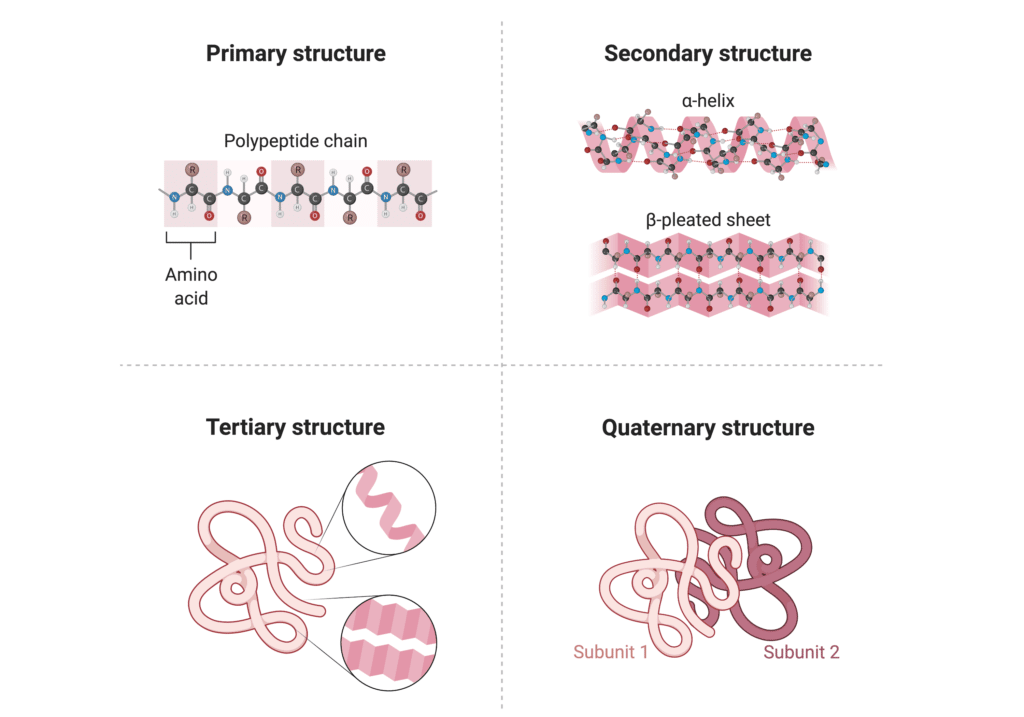 Primary structure
Polypeptide chain
R
H
H
O
R
H
H
O
R
N
C
C
N
C
C
N
C
C
N
C
C
N
C
C
H
H
O
R
H
H
O
R
H
H
O
Amino
acid
Secondary structure
α-helix
β-pleated sheet
Tertiary structure
Quaternary structure
Subunit 1
Subunit 2